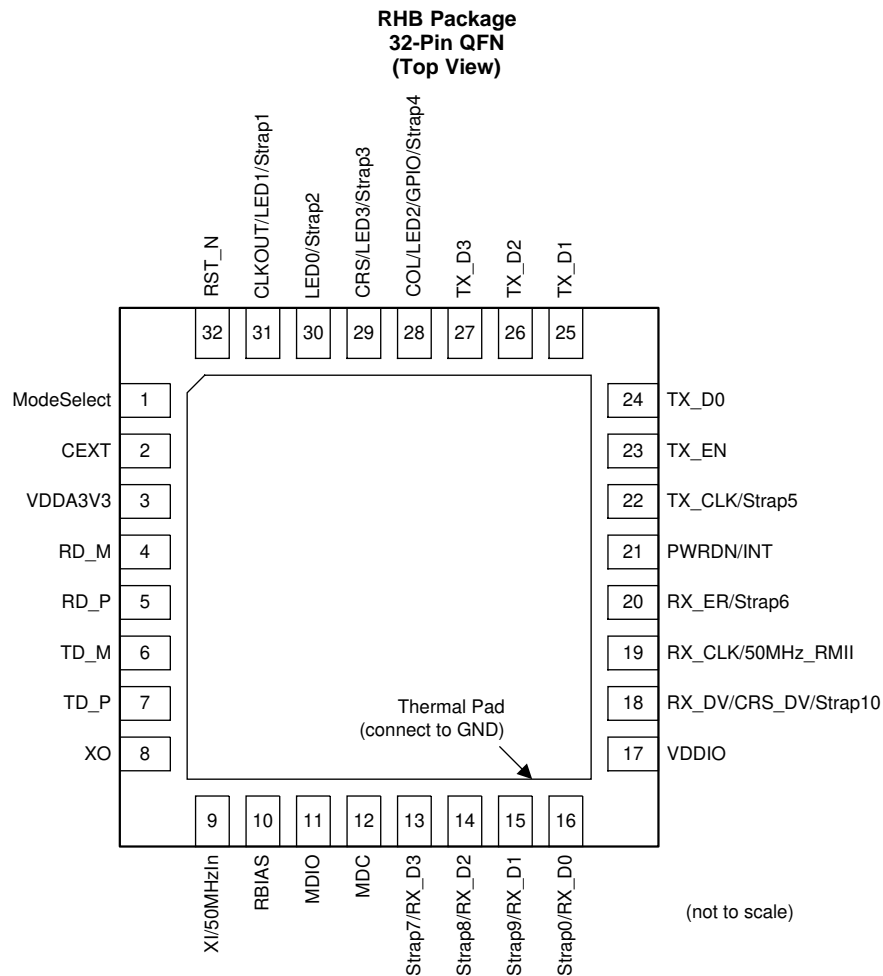 RHB Package
32-Pin QFN
(Top View)
RST_N
CLKOUT/LED1/Strap1
LED0/Strap2
CRS/LED3/Strap3
COL/LED2/GPIO/Strap4
TX_D3
TX_D2
TX_D1
32
31
30
29
28
27
26
25
ModeSelect 1
CEXT 2
VDDA3V3 3
RD_M 4
RD_P 5
TD_M 6
TD_P 7
XO 8
24 TX_D0
23 TX_EN
22 TX_CLK/Strap5
21 PWRDN/INT
20 RX_ER/Strap6
19 RX_CLK/50MHz_RMII
18 RX_DV/CRS_DV/Strap10
17 VDDIO
Thermal Pad
(connect to GND)
9
10
11
12
13
14
15
16
XI/50MHzIn
RBIAS
MDIO
MDC
Strap7/RX_D3
Strap8/RX_D2
Strap9/RX_D1
Strap0/RX_D0
(not to scale)